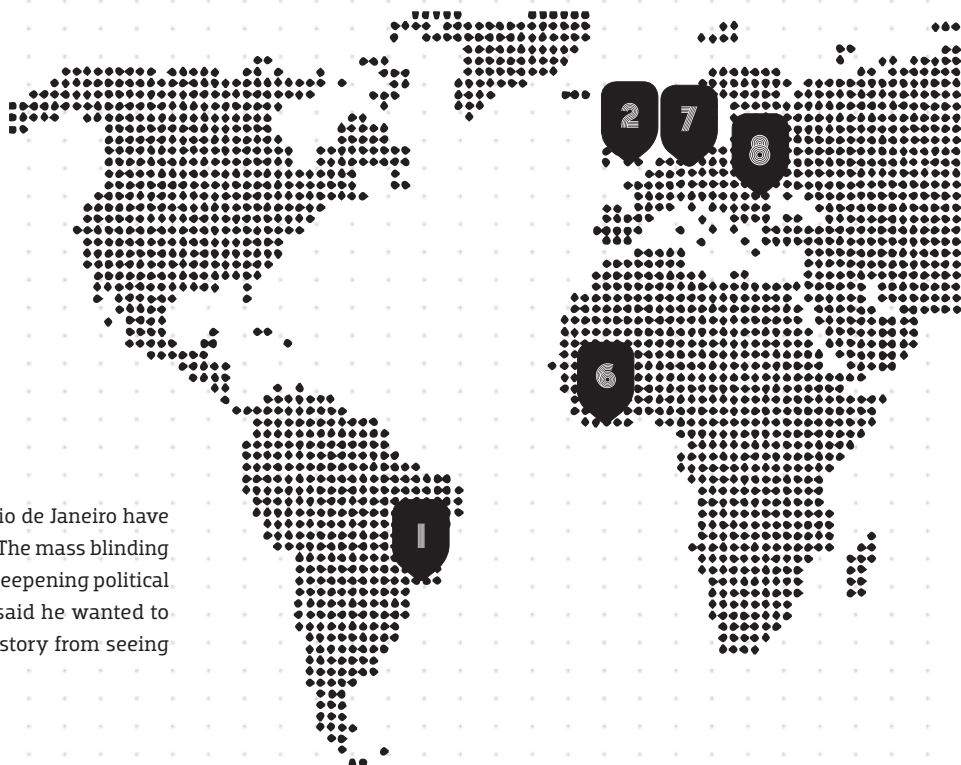 2
7
8
6
1
io de Janeiro have
The mass blinding
eepening political
said he wanted to
story from seeing